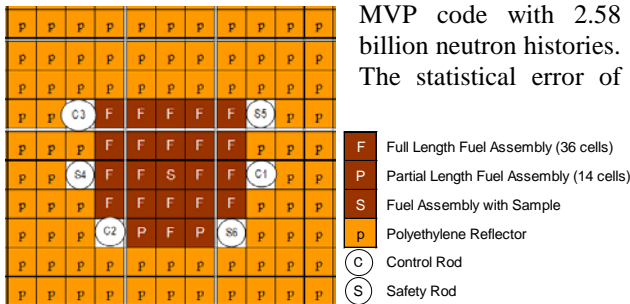 MVP code with 2.58
billion neutron histories.
The statistical error of
p p p p p p p p p p p
p p p p p p p p p p p
p p p p p p p p p p p
p p C3 F F F F F S5 p p
p p p F F F F F p p p
p p S4 F F S F F C1 p p
p p p F F F F F p p p
p p p C2 P F P S6 p p p
p p p p p p p p p p p
p p p p p p p p p p p
F Full Length Fuel Assembly (36 cells)
P Partial Length Fuel Assembly (14 cells)
S Fuel Assembly with Sample
p Polyethylene Reflector
C Control Rod
S Safety Rod